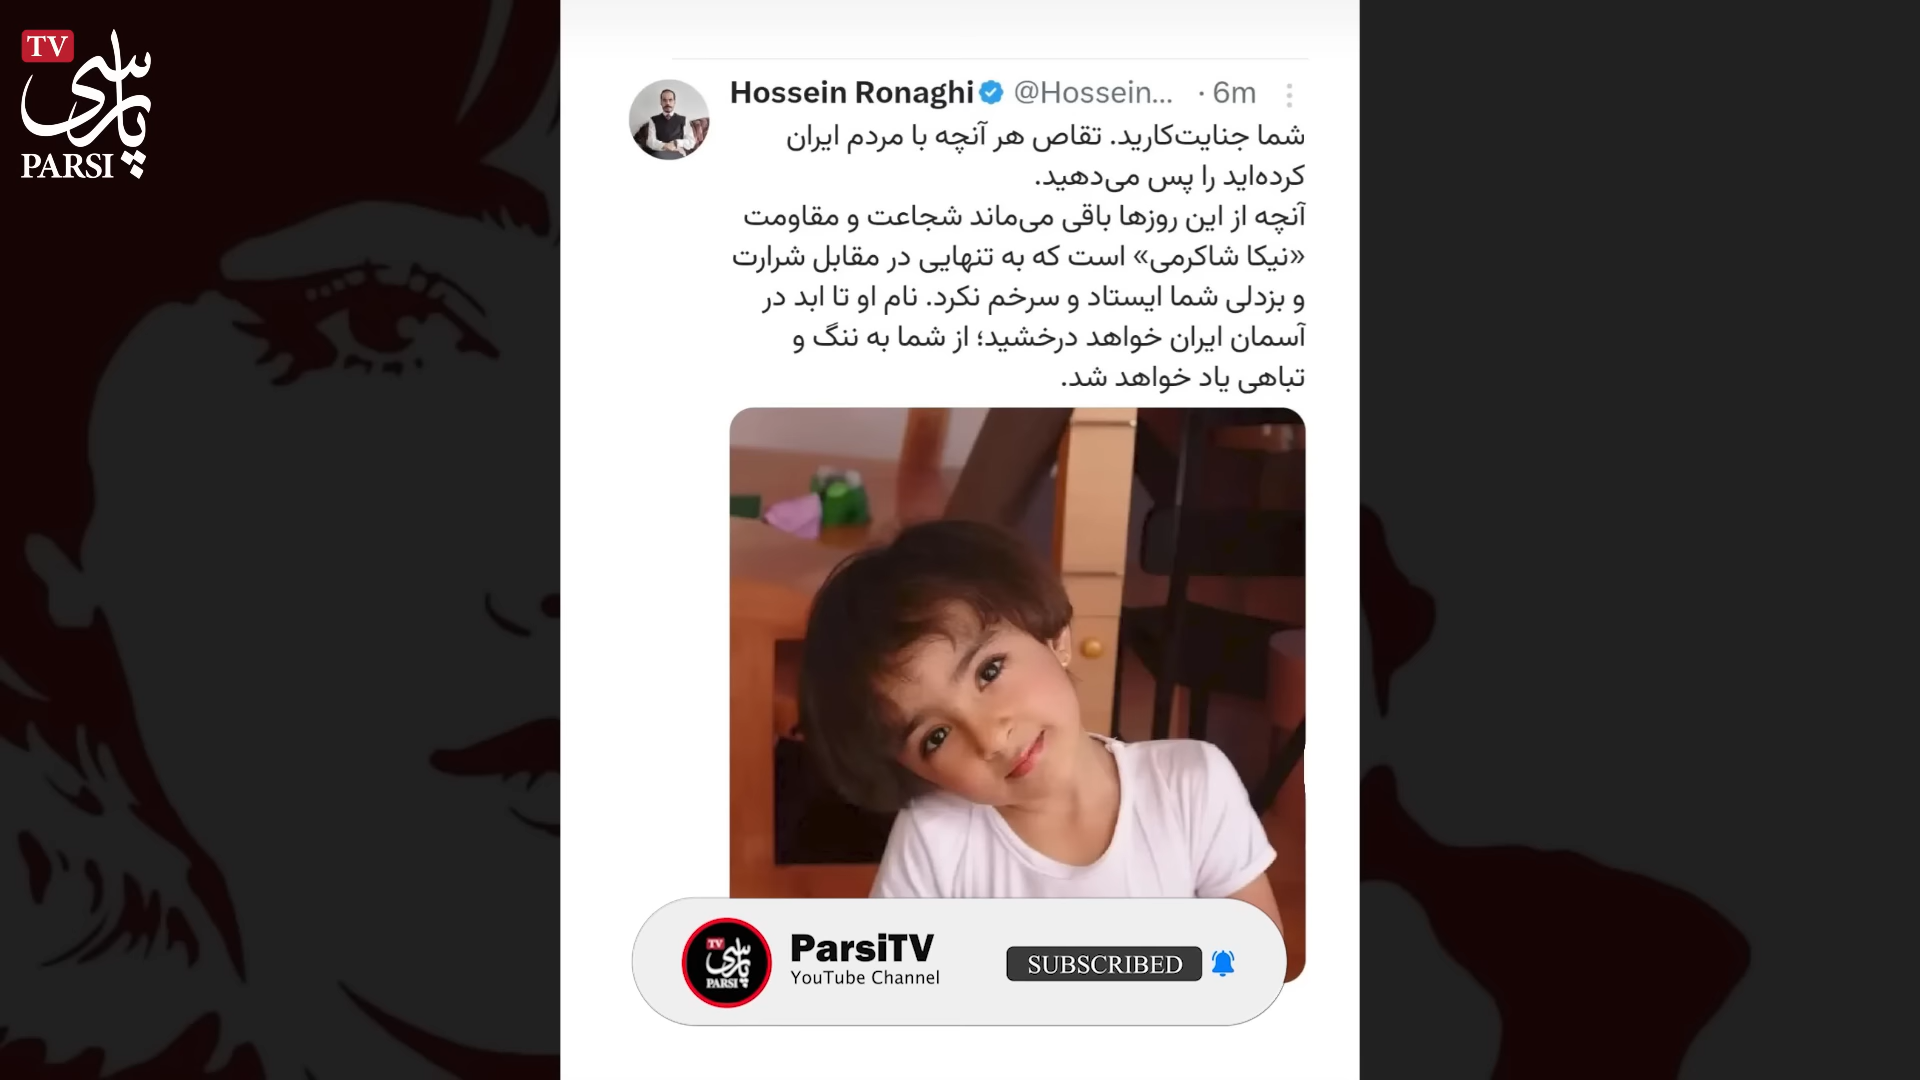 TV
پارسی
PARSI
Hossein Ronaghi @Hossein... · 6m
شما جنایت‌کارید. تقاص هر آنچه با مردم ایران
کرده‌اید را پس می‌دهید.
آنچه از این روزها باقی می‌ماند شجاعت و مقاومت
«نیکا شاکرمی» است که به تنهایی در مقابل شرارت
و بزدلی شما ایستاد و سرخم نکرد. نام او تا ابد در
آسمان ایران خواهد درخشید؛ از شما به ننگ و
تباهی یاد خواهد شد.
TV
پارسی
PARSI
ParsiTV
YouTube Channel
SUBSCRIBED